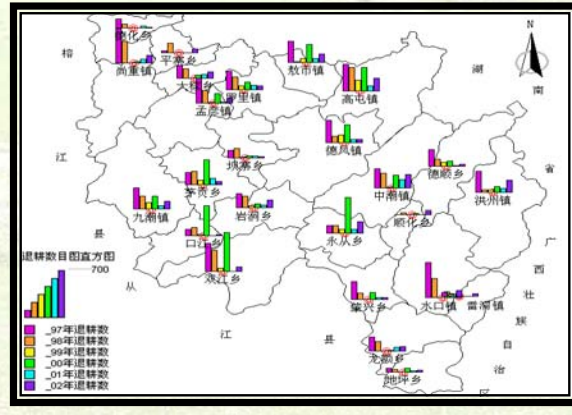 N
德化乡
榕
尚重镇
平寨乡
敖市镇
湖
大稼乡
罗里镇
高屯镇
南
孟彦镇
江
德凤镇
坝寨乡
德顺乡
省
茅贡乡
中潮镇
洪州镇
九潮镇
岩洞乡
顺化乡
县
口江乡
永从乡
广
退耕数目图直方图
700
双江乡
西
从
肇兴乡
水口镇
雷洞镇
壮
江
族
_97年退耕数
县
自
_98年退耕数
龙额乡
_99年退耕数
治
_00年退耕数
地坪乡
_01年退耕数
_02年退耕数
区